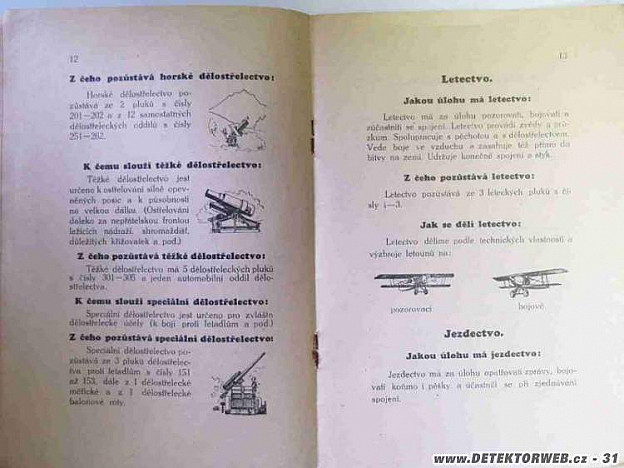 12
Z čeho pozůstává horské dělostřelectvo:
Horské dělostřelectvo po-
zůstává ze 2 pluků s čísly
201—202 a z 12 samostatných
dělostřeleckých oddílů s čísly
251—262.
K čemu slouží těžké dělostřelectvo:
Těžké dělostřelectvo jest
určeno k ostřelování silně opev-
něných posic a k působnosti
na velkou dálku. (Ostřelování
daleko za nepřátelskou frontou
ležících nádraží, shromaždišť,
důležitých křižovatek a pod.)
Z čeho pozůstává těžké dělostřelectvo:
Těžké dělostřelectvo má 5 dělostřeleckých pluků
s čísly 301—305 a jeden automobilní oddíl dělo-
střelectva.
K čemu slouží speciální dělostřelectvo:
Speciální dělostřelectvo jest určeno pro zvláštní
dělostřelecké účely (k boji proti letadlům a pod.)
Z čeho pozůstává speciální dělostřelectvo:
Speciální dělostřelectvo po-
zůstává ze 3 pluků dělostřelec-
tva proti letadlům s čísly 151
až 153, dále z 1 dělostřelecké
měřické a z 1 dělostřelecké
balonové roty.
13
Letectvo.
Jakou úlohu má letectvo:
Letectvo má za úlohu pozorovati, bojovati a
zúčastniti se spojení. Letectvo provádí zvědy a prů-
zkum. Spolupracuje s pěchotou a s dělostřelectvem.
Vede boje ve vzduchu a zasahuje též přímo do
bitvy na zemi. Udržuje konečně spojení a styk.
Z čeho pozůstává letectvo:
Letectvo pozůstává ze 3 leteckých pluků s čí-
sly 1—3.
Jak se dělí letectvo:
Letectvo dělíme podle technických vlastností a
výzbroje letounů na:
pozorovací
bojové
Jezdectvo.
Jakou úlohu má jezdectvo:
Jezdectvo má za úlohu opatřovati zprávy, bojo-
vati koňmo i pěšky a účastniti se při zjednávání
spojení.
www.DETEKTORWEB.cz - 31